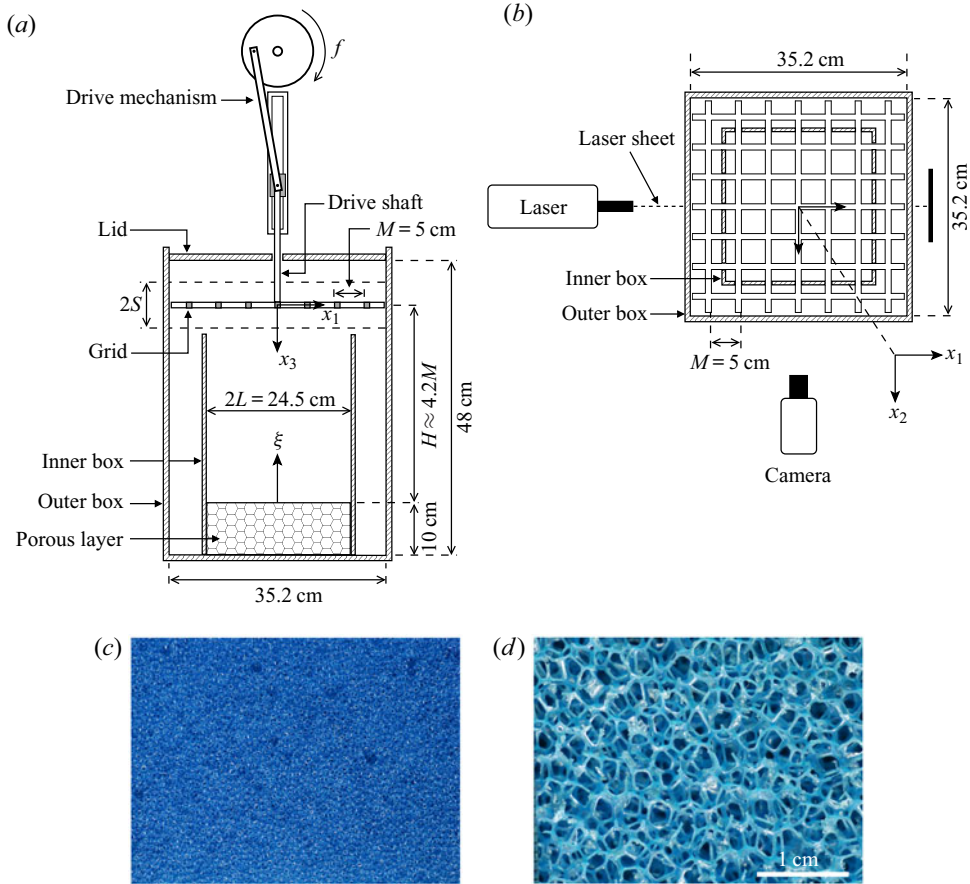 (a)
f
Drive mechanism
Drive shaft
M = 5 cm
Lid
2S
x1
Grid
x3
2L = 24.5 cm
H ≈ 4.2M
48 cm
ξ
Inner box
Outer box
Porous layer
10 cm
35.2 cm
(b)
35.2 cm
Laser sheet
Laser
35.2 cm
Inner box
Outer box
M = 5 cm
x1
x2
Camera
(c)
(d)
1 cm